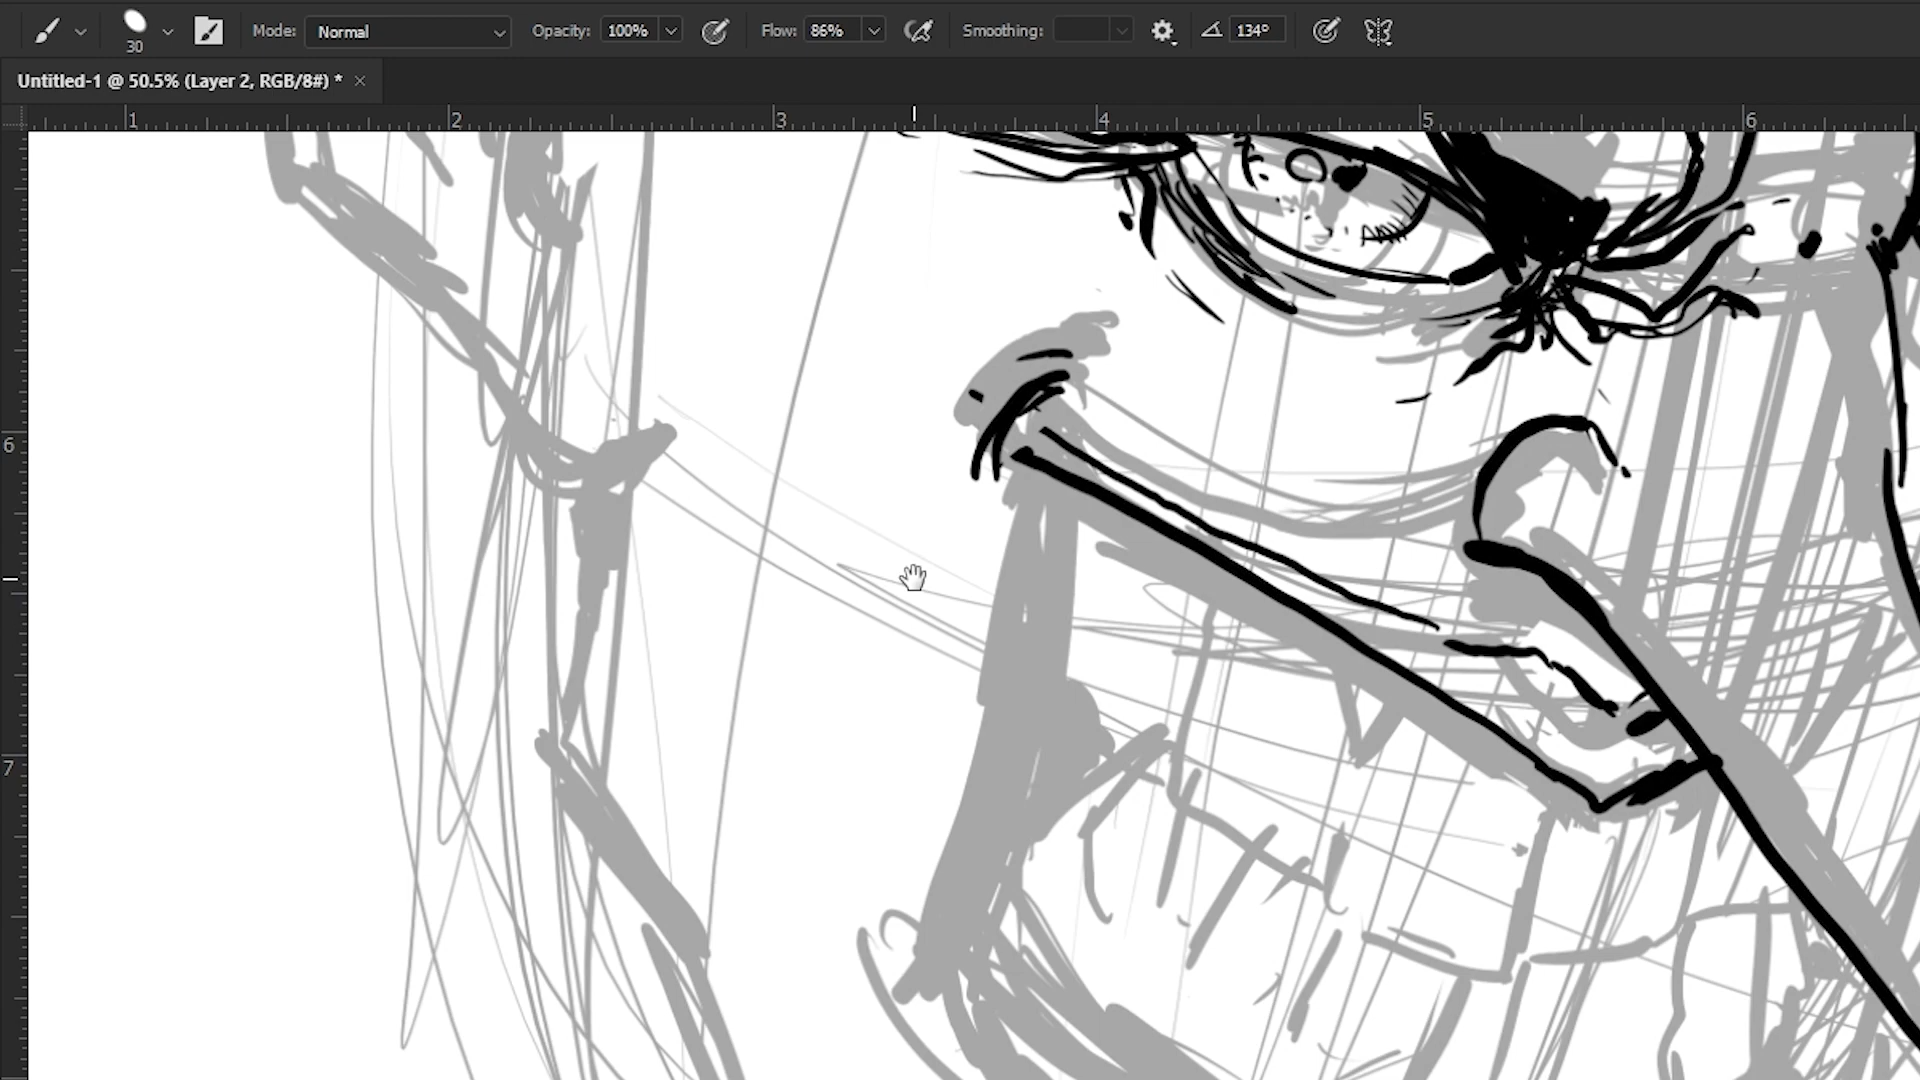 30 Mode: Normal Opacity: 100% Flow: 86% Smoothing: 134°
Untitled-1 @ 50.5% (Layer 2, RGB/8#) *
1 2 3 4 5 6
6
7